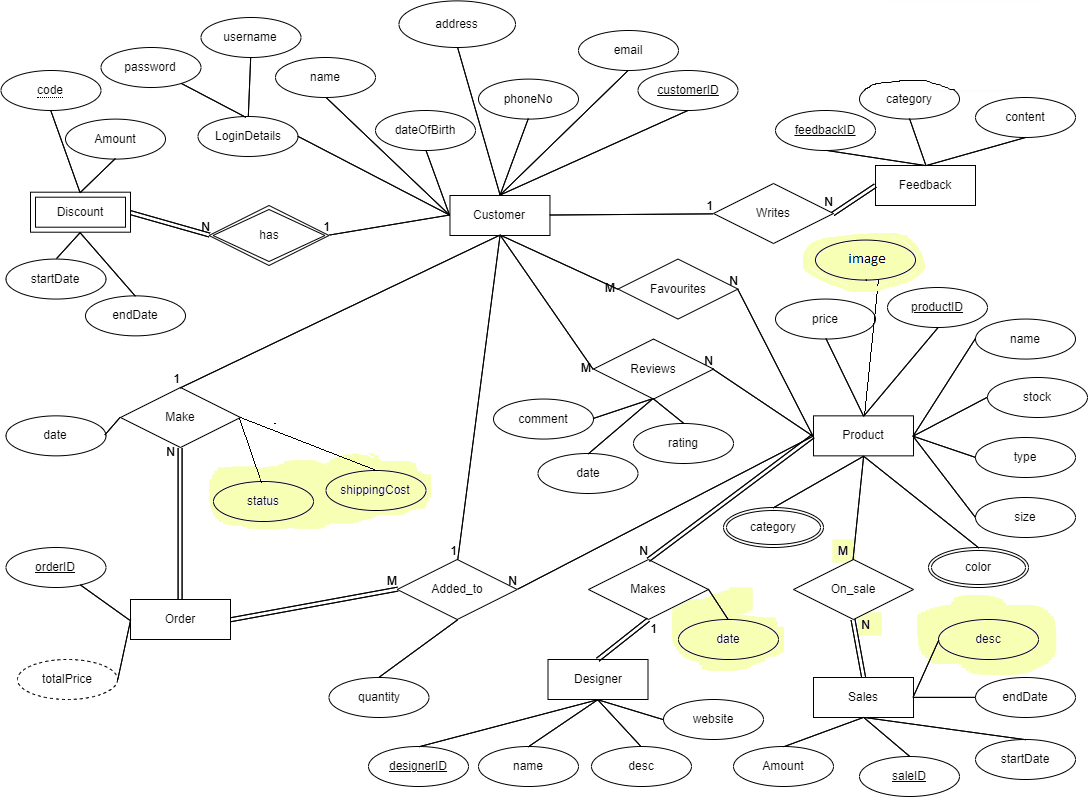 address
username
email
password
name
code
phoneNo
customerID
category
Amount
LoginDetails
dateOfBirth
feedbackID
content
Discount
Customer
Feedback
N
has
1
1
Writes
N
image
startDate
endDate
M
Favourites
N
price
productID
name
M
Reviews
N
1
Make
N
date
comment
rating
date
stock
Product
type
status
shippingCost
category
size
orderID
1
M
Added_to
N
N
Makes
1
M
On_sale
N
color
Order
date
desc
totalPrice
quantity
Designer
Sales
endDate
website
designerID
name
desc
Amount
saleID
startDate